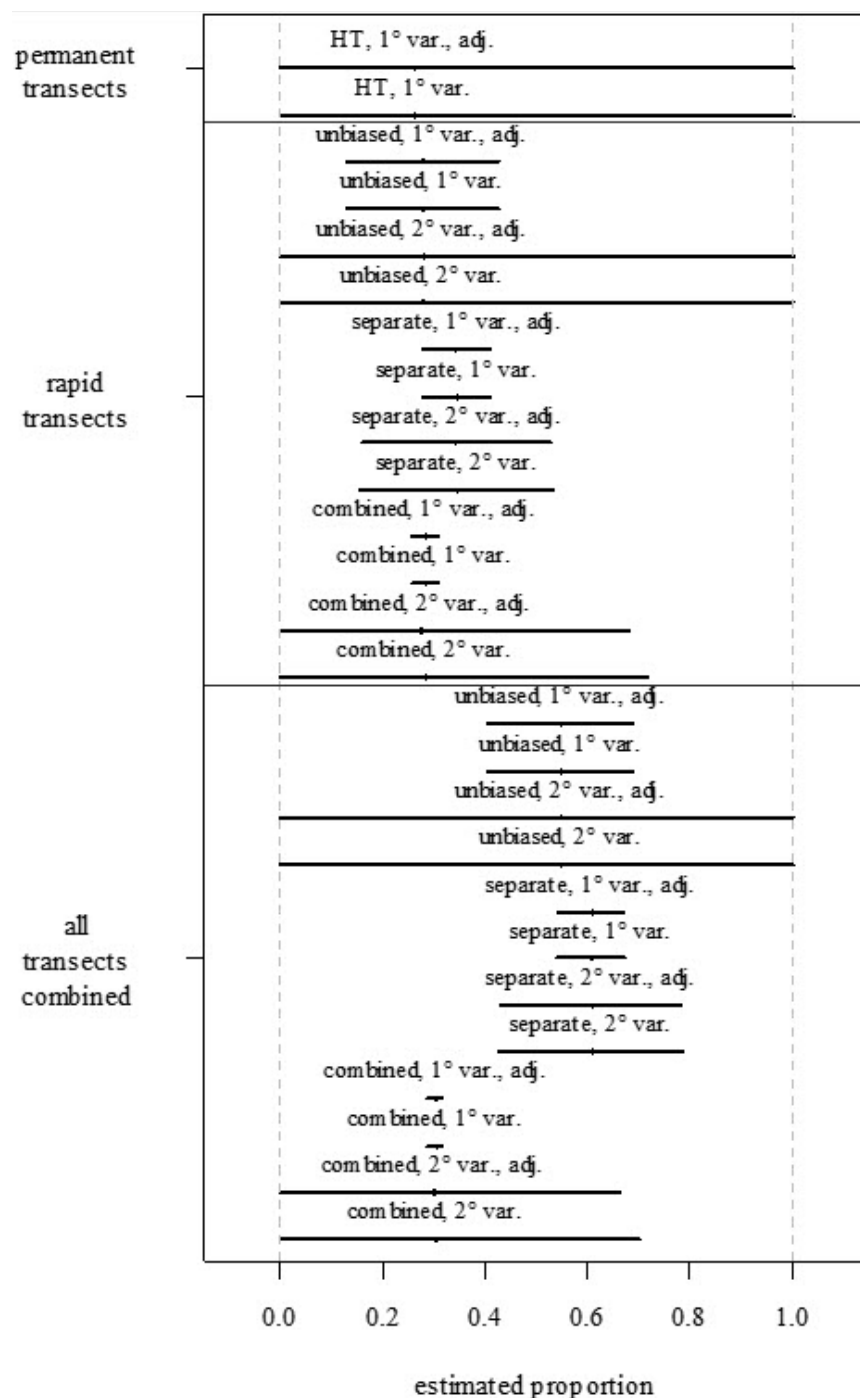 permanent
transects
HT, 1° var., adj.
HT, 1° var.
rapid
transects
unbiased, 1° var., adj.
unbiased, 1° var.
unbiased, 2° var., adj.
unbiased, 2° var.
separate, 1° var., adj.
separate, 1° var.
separate, 2° var., adj.
separate, 2° var.
combined, 1° var., adj.
combined, 1° var.
combined, 2° var., adj.
combined, 2° var.
all
transects
combined
unbiased, 1° var., adj.
unbiased, 1° var.
unbiased, 2° var., adj.
unbiased, 2° var.
separate, 1° var., adj.
separate, 1° var.
separate, 2° var., adj.
separate, 2° var.
combined, 1° var., adj.
combined, 1° var.
combined, 2° var., adj.
combined, 2° var.
0.0 0.2 0.4 0.6 0.8 1.0
estimated proportion